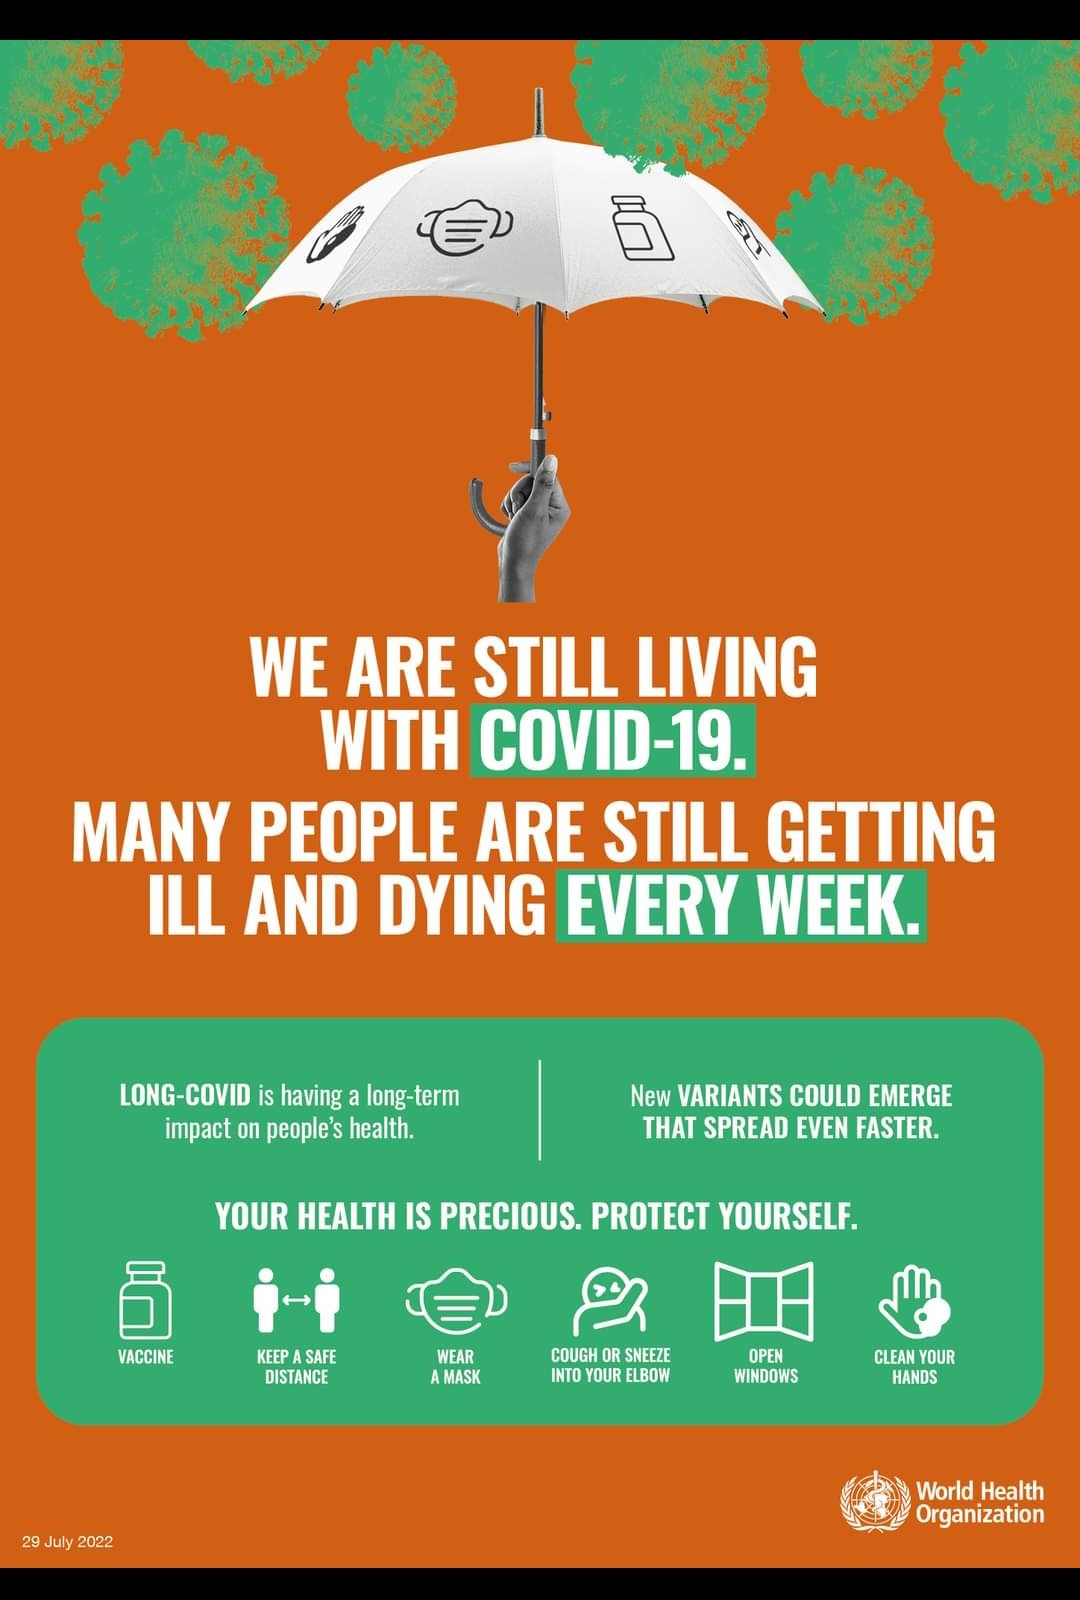 WE ARE STILL LIVING
WITH COVID-19.
MANY PEOPLE ARE STILL GETTING
ILL AND DYING EVERY WEEK.
LONG-COVID is having a long-term
impact on people's health.
New VARIANTS COULD EMERGE
THAT SPREAD EVEN FASTER.
YOUR HEALTH IS PRECIOUS. PROTECT YOURSELF.
VACCINE
KEEP A SAFE
DISTANCE
WEAR
A MASK
COUGH OR SNEEZE
INTO YOUR ELBOW
OPEN
WINDOWS
CLEAN YOUR
HANDS
World Health
Organization
29 July 2022